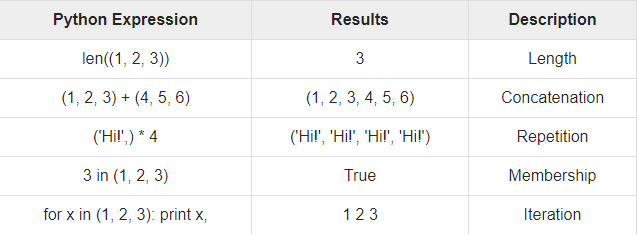 Python Expression Results Description
len((1, 2, 3)) 3 Length
(1, 2, 3) + (4, 5, 6) (1, 2, 3, 4, 5, 6) Concatenation
('Hi!',) * 4 ('Hi!', 'Hi!', 'Hi!', 'Hi!') Repetition
3 in (1, 2, 3) True Membership
for x in (1, 2, 3): print x, 1 2 3 Iteration